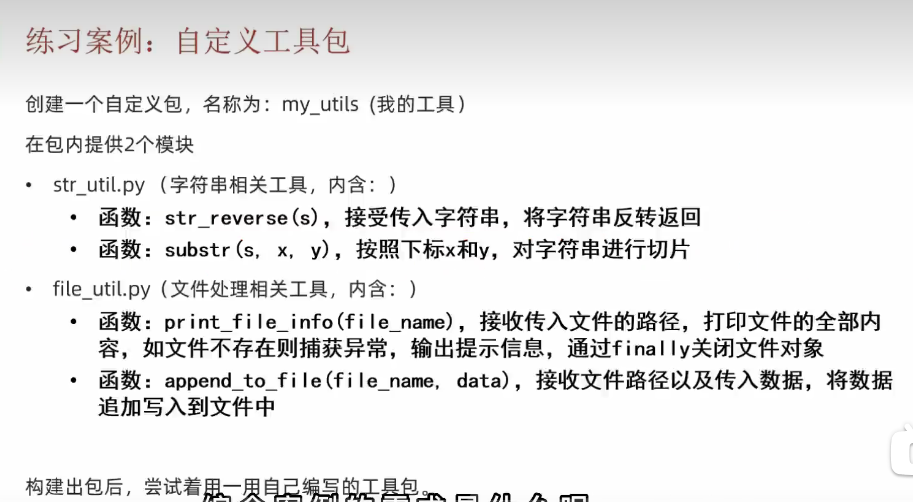 练习案例：自定义工具包
创建一个自定义包，名称为：my_utils（我的工具）
在包内提供2个模块
• str_util.py（字符串相关工具，内含：）
• 函数：str_reverse(s)，接受传入字符串，将字符串反转返回
• 函数：substr(s, x, y)，按照下标x和y，对字符串进行切片
• file_util.py（文件处理相关工具，内含：）
• 函数：print_file_info(file_name)，接收传入文件的路径，打印文件的全部内
容，如文件不存在则捕获异常，输出提示信息，通过finally关闭文件对象
• 函数：append_to_file(file_name, data)，接收文件路径以及传入数据，将数据
追加写入到文件中
构建出包后，尝试着用一用自己编写的工具包。